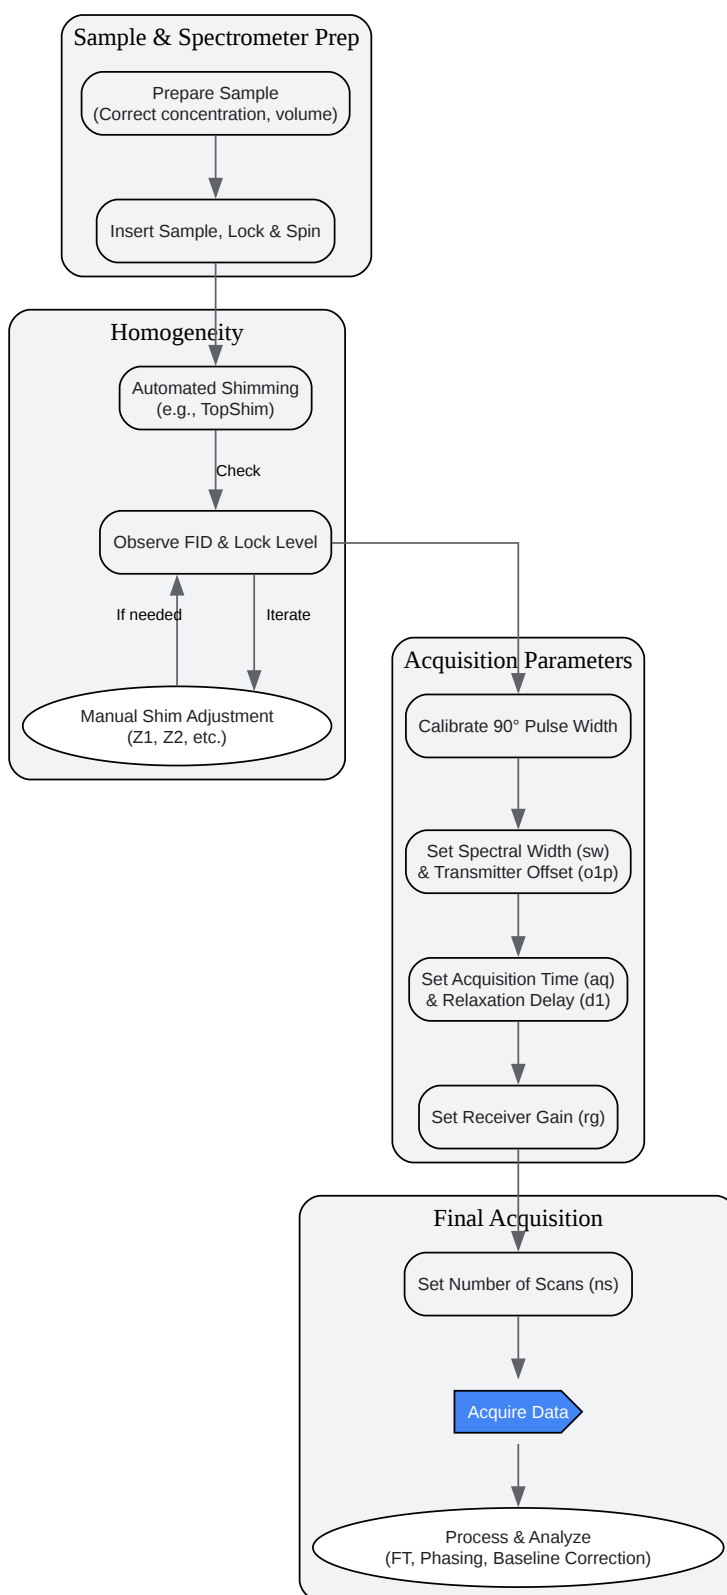 Sample & Spectrometer Prep
Prepare Sample
(Correct concentration, volume)
Insert Sample, Lock & Spin
Homogeneity
Automated Shimming
(e.g., TopShim)
Check
Observe FID & Lock Level
If needed
Iterate
Manual Shim Adjustment
(Z1, Z2, etc.)
Acquisition Parameters
Calibrate 90° Pulse Width
Set Spectral Width (sw)
& Transmitter Offset (o1p)
Set Acquisition Time (aq)
& Relaxation Delay (d1)
Set Receiver Gain (rg)
Final Acquisition
Set Number of Scans (ns)
Acquire Data
Process & Analyze
(FT, Phasing, Baseline Correction)